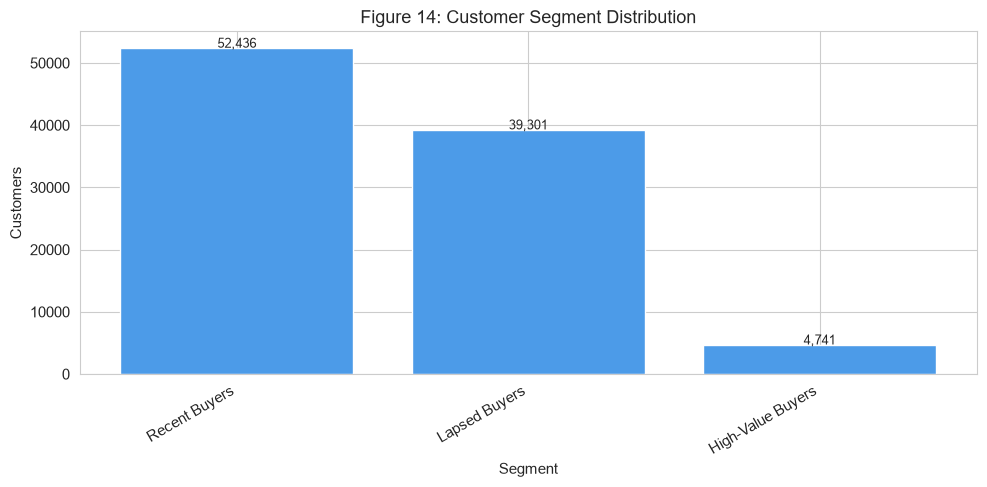 Figure 14: Customer Segment Distribution
52,436
39,301
4,741
50000
40000
30000
20000
10000
0
Customers
Recent Buyers
Lapsed Buyers
High-Value Buyers
Segment